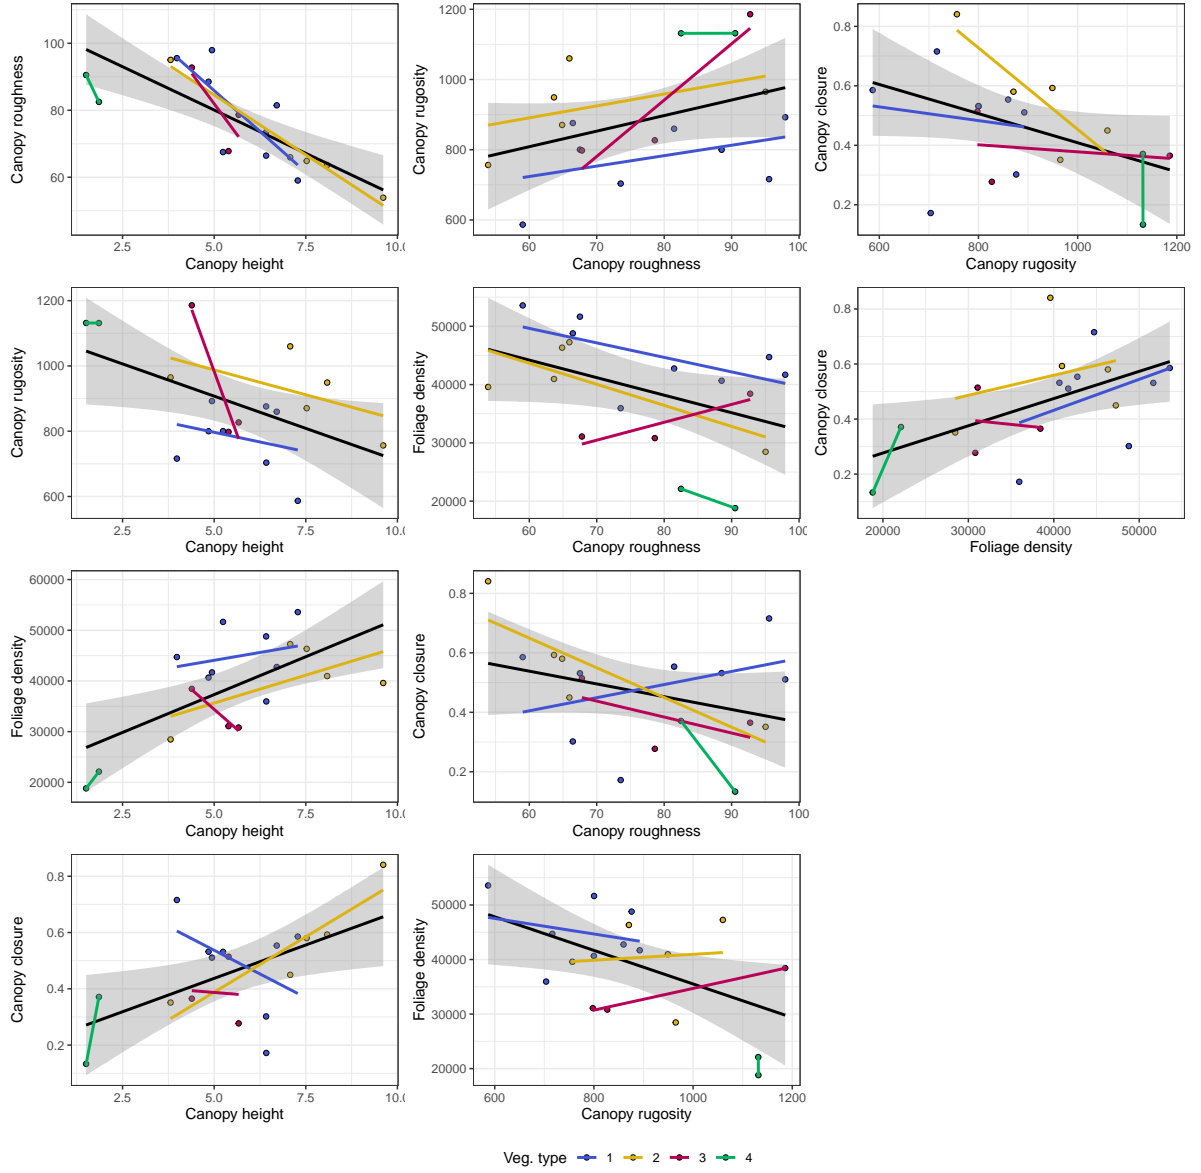 Canopy roughness
100
80
60
2.5 5.0 7.5 10.0
Canopy height
Canopy rugosity
1200
1000
800
600
60 70 80 90 100
Canopy roughness
Canopy closure
0.8
0.6
0.4
0.2
600 800 1000 1200
Canopy rugosity
Canopy rugosity
1200
1000
800
600
2.5 5.0 7.5 10.0
Canopy height
Foliage density
50000
40000
30000
20000
60 70 80 90 100
Canopy roughness
Canopy closure
0.8
0.6
0.4
0.2
20000 30000 40000 50000
Foliage density
Foliage density
60000
50000
40000
30000
20000
2.5 5.0 7.5 10.0
Canopy height
Canopy closure
0.8
0.6
0.4
0.2
60 70 80 90 100
Canopy roughness
Canopy closure
0.8
0.6
0.4
0.2
2.5 5.0 7.5 10.0
Canopy height
Foliage density
50000
40000
30000
20000
600 800 1000 1200
Canopy rugosity
Veg. type 1 2 3 4